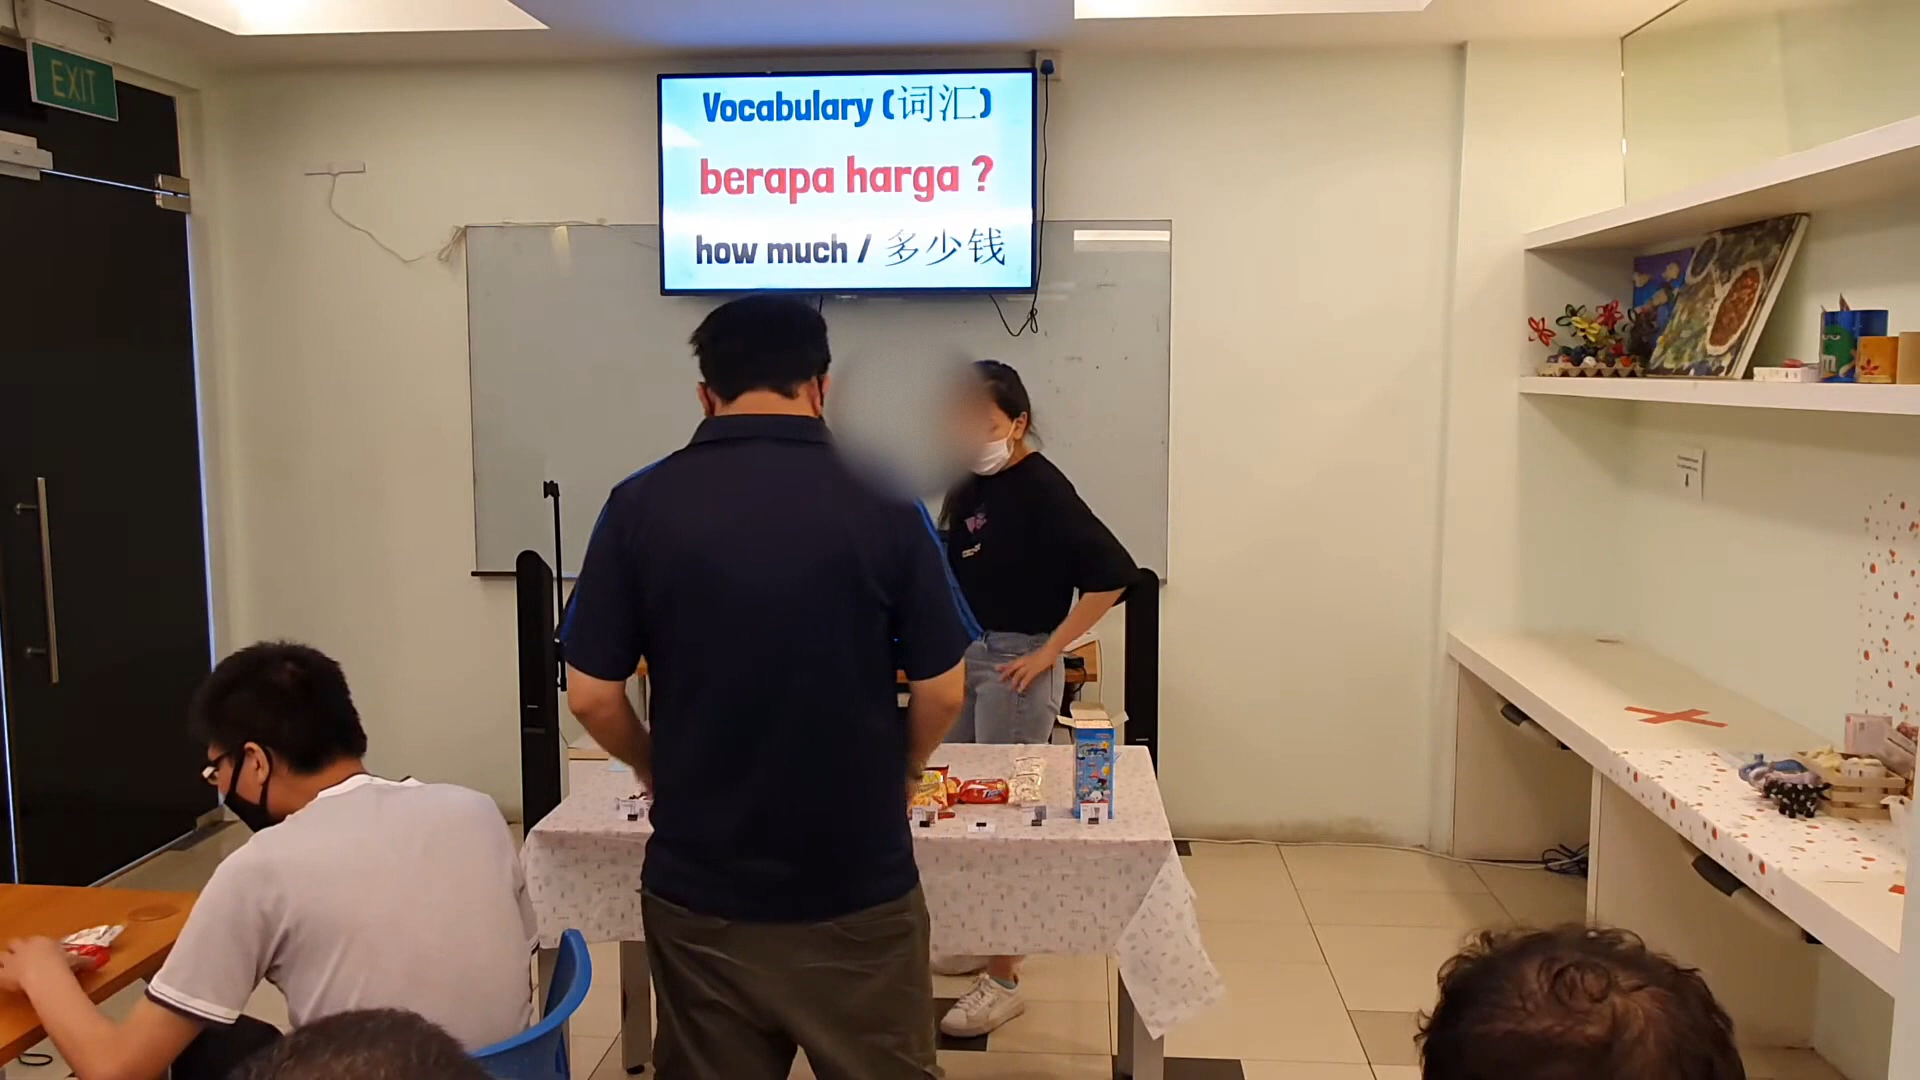 EXIT
Vocabulary (词汇)
berapa harga ?
how much / 多少钱